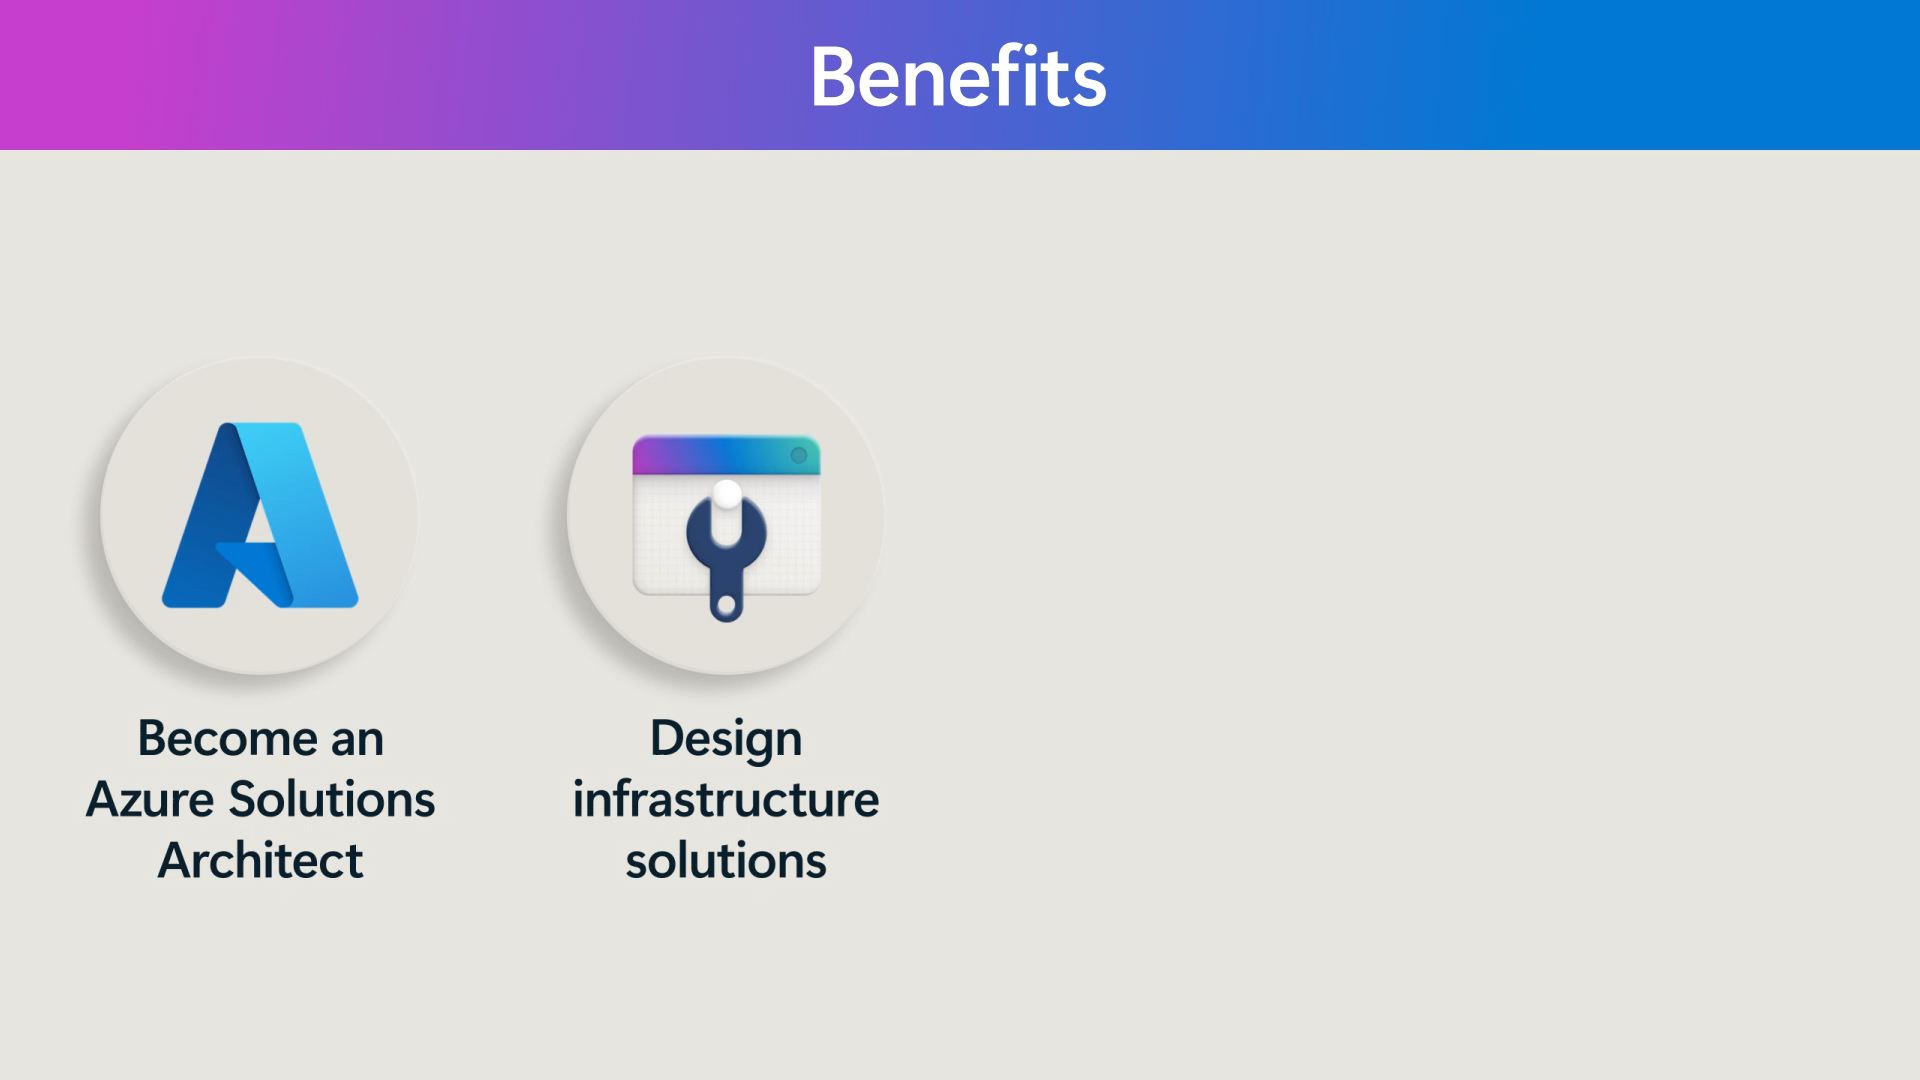 Benefits
Become an
Azure Solutions
Architect
Design
infrastructure
solutions